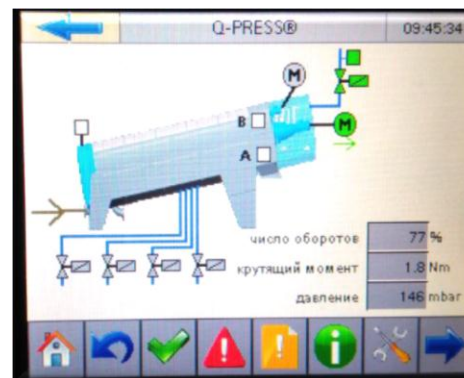 Q-PRESS® 09:45:34
M
B
M
A
число оборотов 77 %
крутящий момент 1.8 Nm
давление 146 mbar